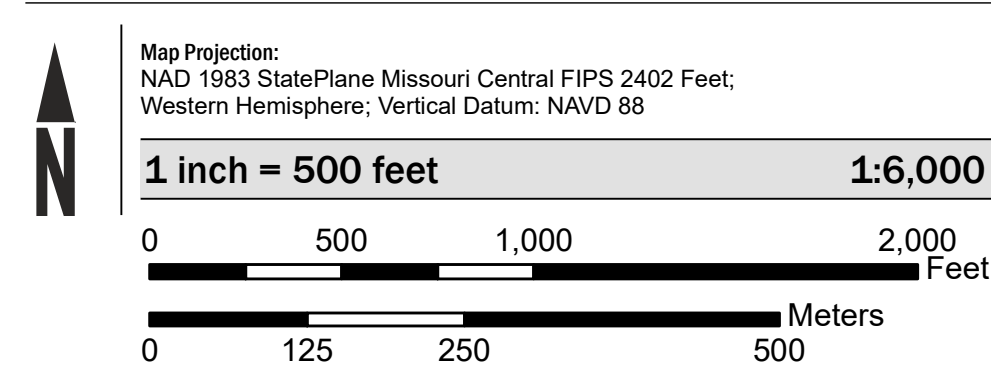 Map Projection:
NAD 1983 StatePlane Missouri Central FIPS 2402 Feet;
Western Hemisphere; Vertical Datum: NAVD 88
N
1 inch = 500 feet 1:6,000
0 500 1,000 2,000
Feet
Meters
0 125 250 500